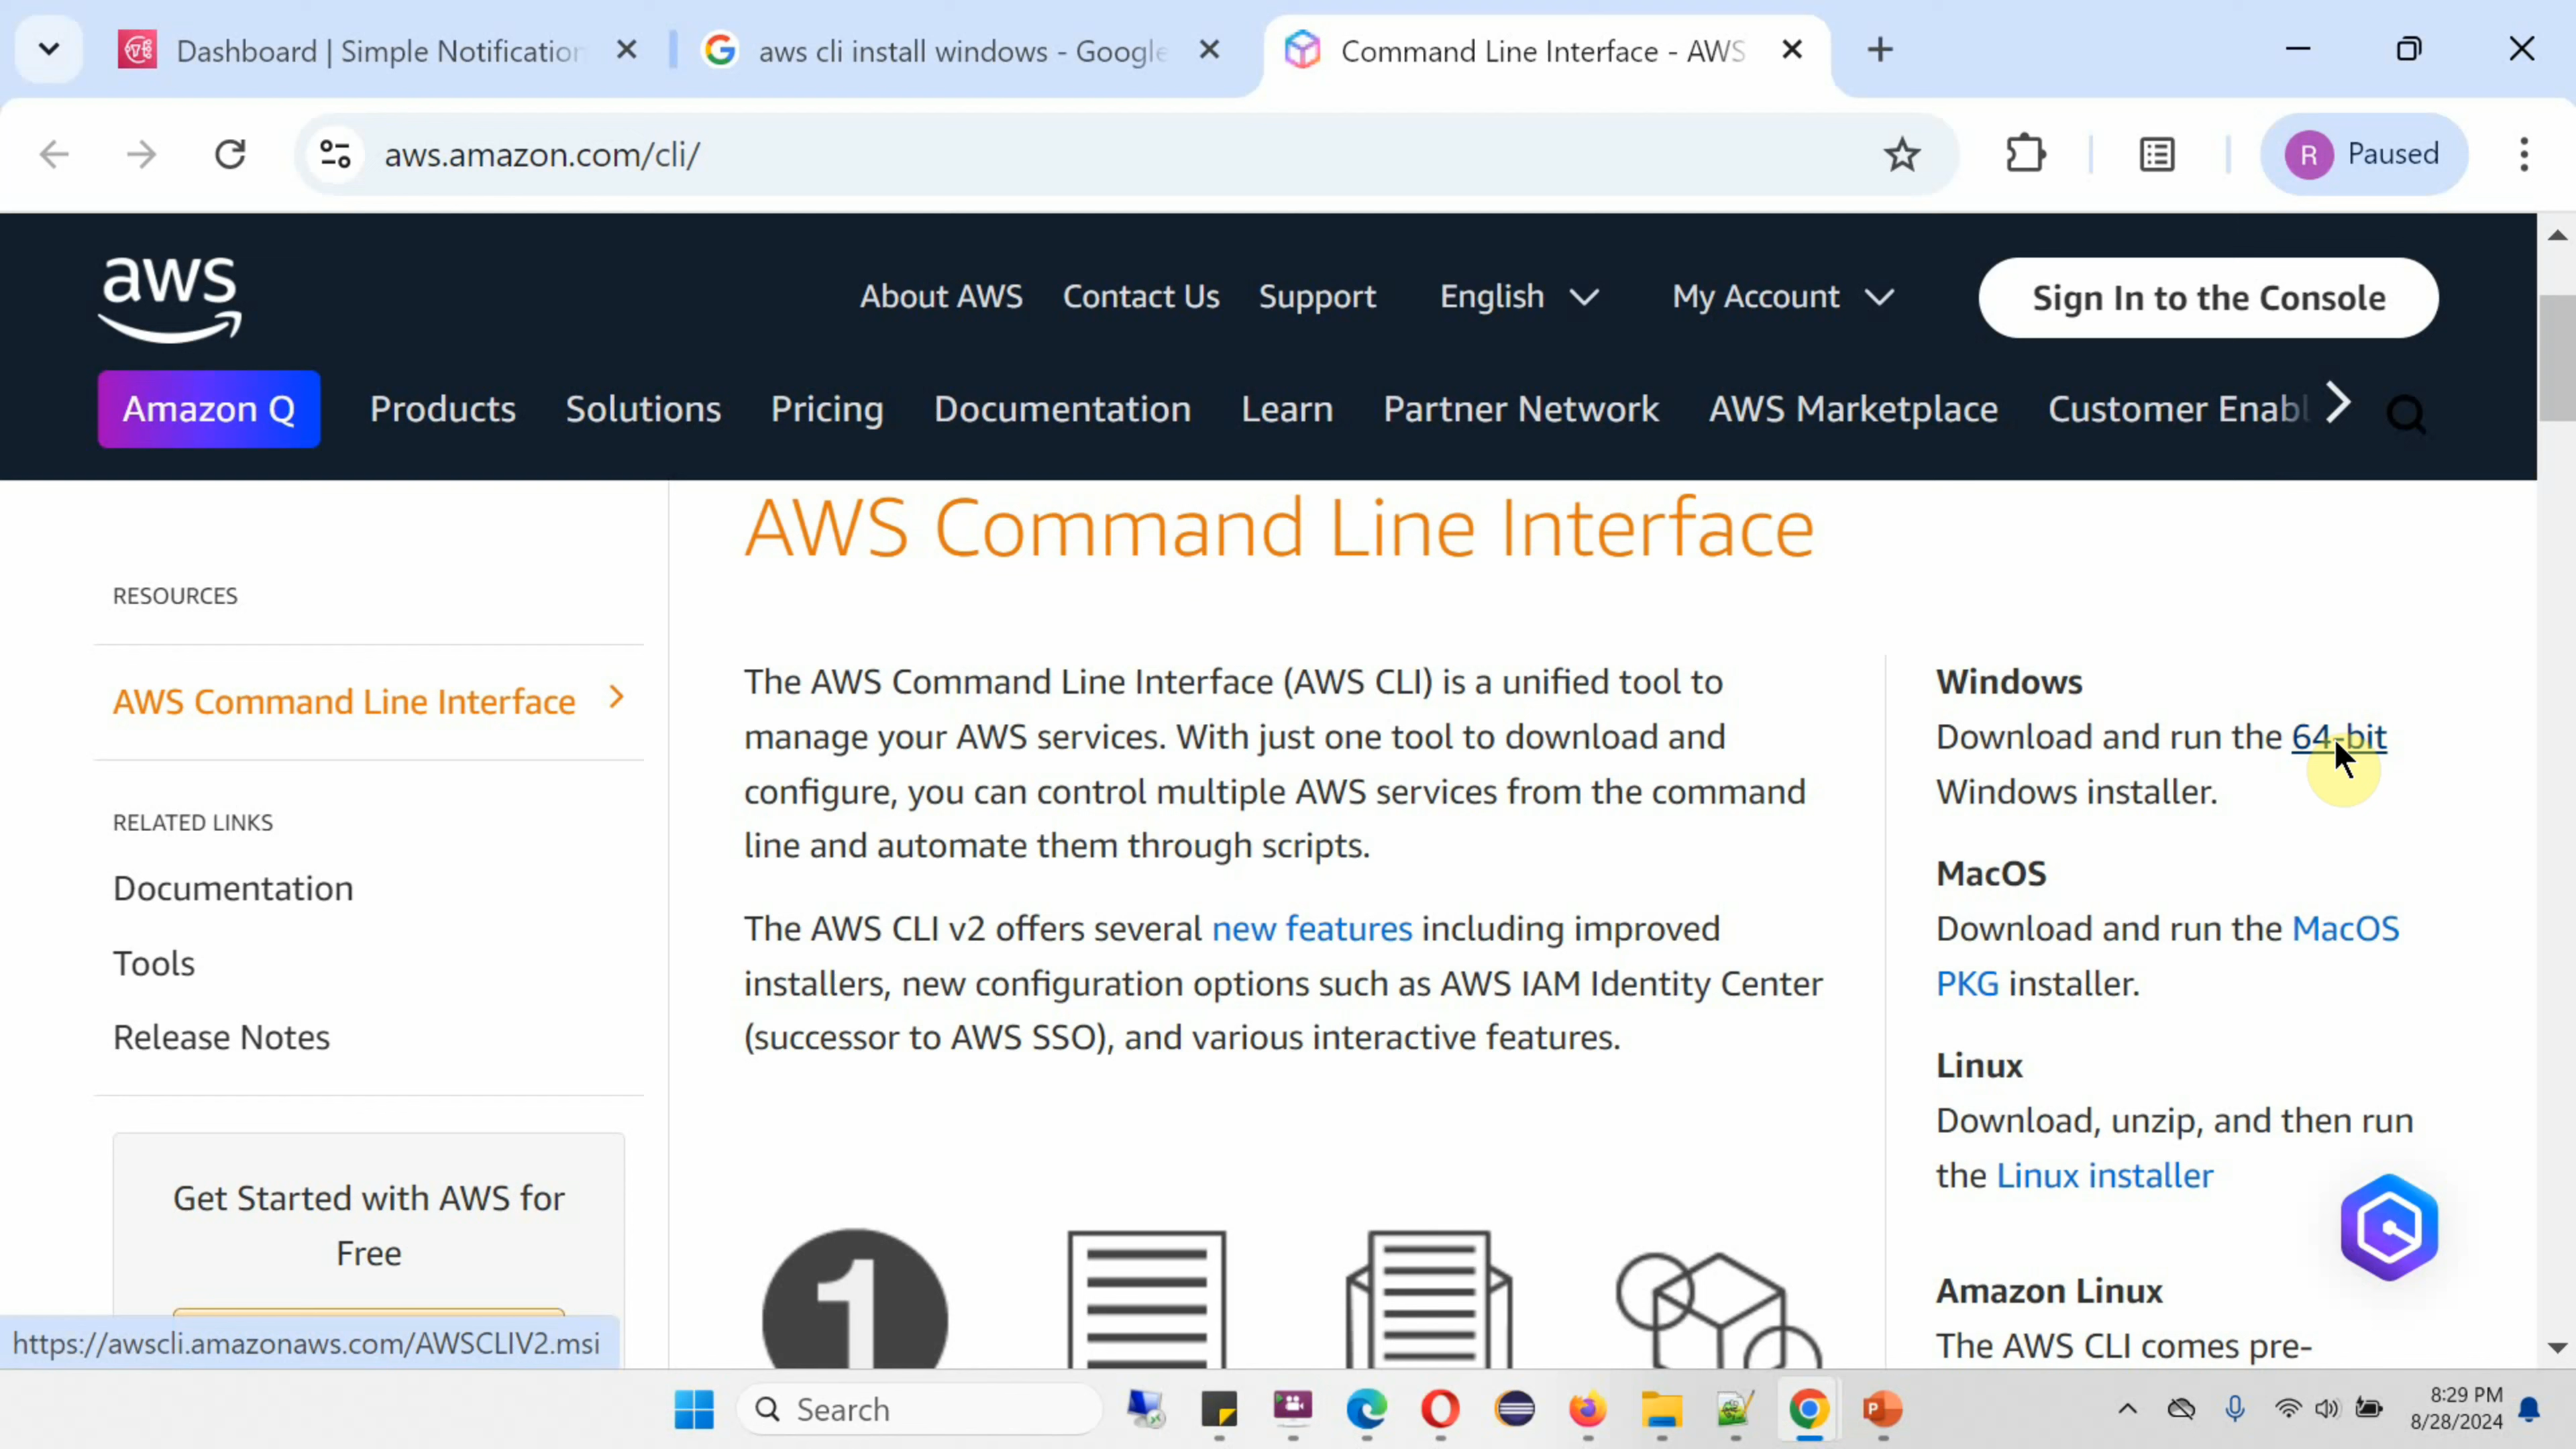 Dashboard | Simple Notification
aws cli install windows - Google
Command Line Interface - AWS
aws.amazon.com/cli/
R
Paused
aws
About AWS
Contact Us
Support
English
My Account
Sign In to the Console
Amazon Q
Products
Solutions
Pricing
Documentation
Learn
Partner Network
AWS Marketplace
Customer Enabl
RESOURCES
AWS Command Line Interface
RELATED LINKS
Documentation
Tools
Release Notes
Get Started with AWS for
Free
AWS Command Line Interface
The AWS Command Line Interface (AWS CLI) is a unified tool to
manage your AWS services. With just one tool to download and
configure, you can control multiple AWS services from the command
line and automate them through scripts.
The AWS CLI v2 offers several new features including improved
installers, new configuration options such as AWS IAM Identity Center
(successor to AWS SSO), and various interactive features.
1
Windows
Download and run the 64-bit
Windows installer.
MacOS
Download and run the MacOS
PKG installer.
Linux
Download, unzip, and then run
the Linux installer
Amazon Linux
The AWS CLI comes pre-
https://awscli.amazonaws.com/AWSCLIV2.msi
Search
P
8:29 PM
8/28/2024